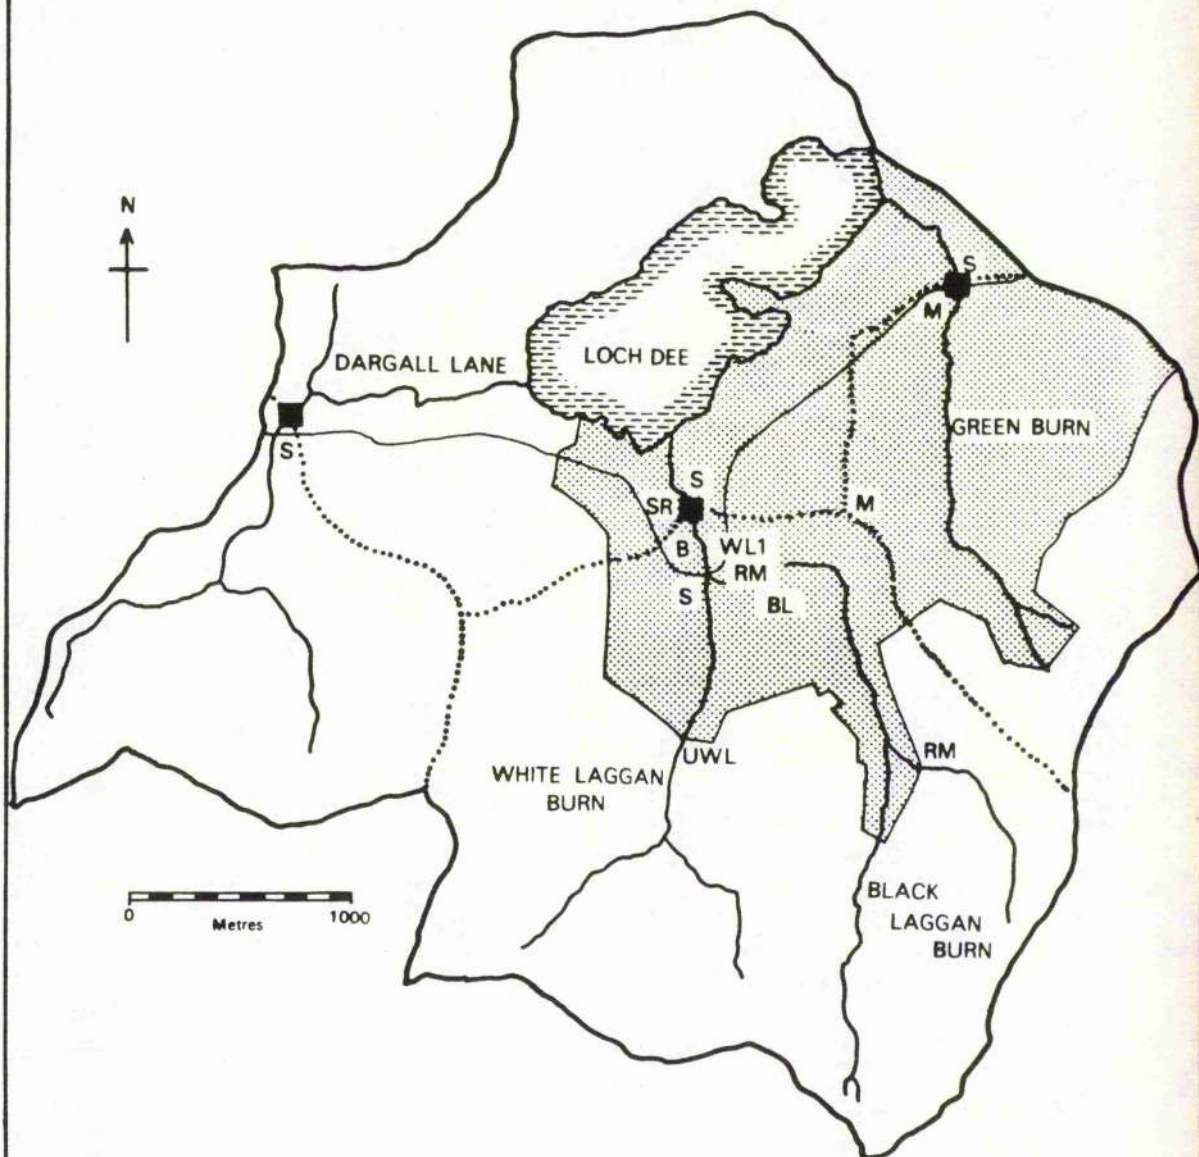 N
DARGALL LANE
LOCH DEE
S
M
GREEN BURN
S
S
SR
M
B
WL1
RM
S
BL
UWL
RM
WHITE LAGGAN
BURN
BLACK
LAGGAN
BURN
0
1000
Metres